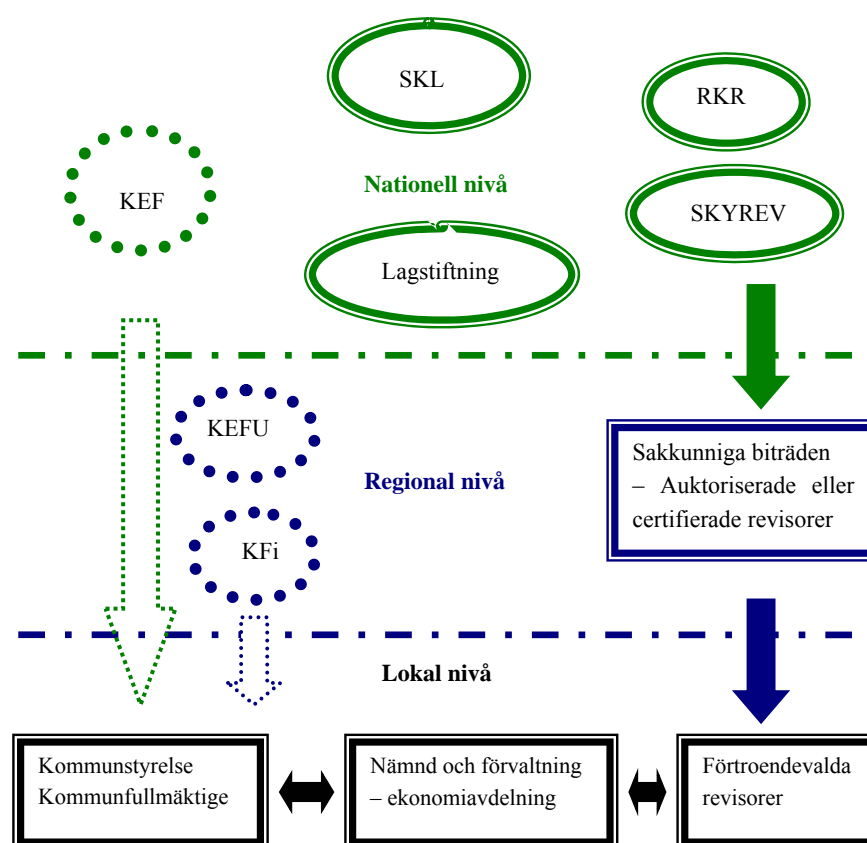 SKL
RKR
KEF
Nationell nivå
SKYREV
Lagstiftning
KEFU
Regional nivå
Sakkunniga biträden
– Auktoriserade eller
certifierade revisorer
KFi
Lokal nivå
Kommunstyrelse
Kommunfullmäktige
Nämnd och förvaltning
– ekonomiavdelning
Förtroendevalda
revisorer